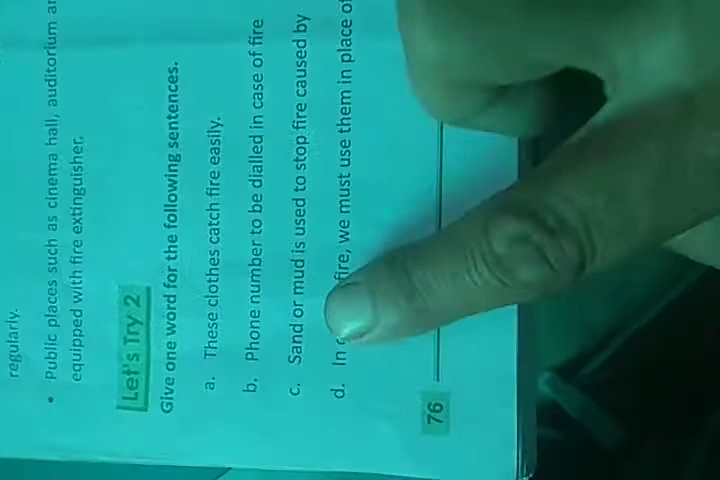 regularly.
• Public places such as cinema hall, auditorium
equipped with fire extinguisher.
Let's Try 2
Give one word for the following sentences.
a. These clothes catch fire easily.
b. Phone number to be dialled in case of fire
c. Sand or mud is used to stop fire caused by
d. In fire, we must use them in place of
76